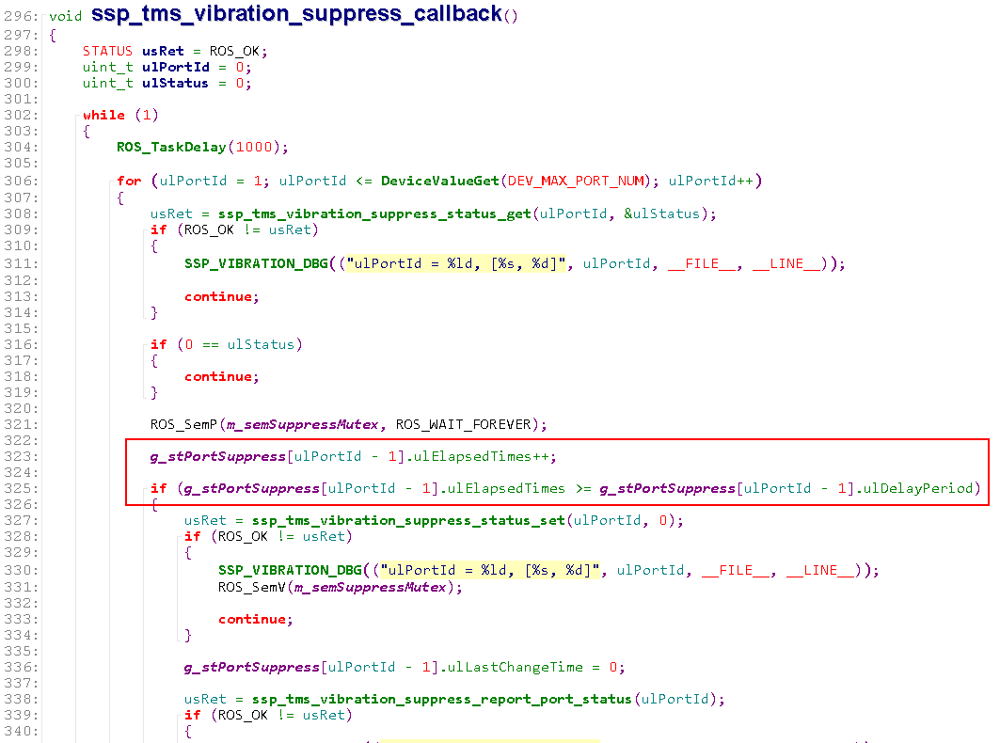 296: void ssp_tms_vibration_suppress_callback()
297: {
298:     STATUS usRet = ROS_OK;
299:     uint_t ulPortId = 0;
300:     uint_t ulStatus = 0;
301:
302:     while (1)
303:     {
304:         ROS_TaskDelay(1000);
305:
306:         for (ulPortId = 1; ulPortId <= DeviceValueGet(DEV_MAX_PORT_NUM); ulPortId++)
307:         {
308:             usRet = ssp_tms_vibration_suppress_status_get(ulPortId, &ulStatus);
309:             if (ROS_OK != usRet)
310:             {
311:                 SSP_VIBRATION_DBG(("ulPortId = %ld, [%s, %d]", ulPortId, __FILE__, __LINE__));
312:
313:                 continue;
314:             }
315:
316:             if (0 == ulStatus)
317:             {
318:                 continue;
319:             }
320:
321:             ROS_SemP(m_semSuppressMutex, ROS_WAIT_FOREVER);
322:
323:             g_stPortSuppress[ulPortId - 1].ulElapsedTimes++;
324:
325:             if (g_stPortSuppress[ulPortId - 1].ulElapsedTimes >= g_stPortSuppress[ulPortId - 1].ulDelayPeriod)
326:             {
327:                 usRet = ssp_tms_vibration_suppress_status_set(ulPortId, 0);
328:                 if (ROS_OK != usRet)
329:                 {
330:                     SSP_VIBRATION_DBG(("ulPortId = %ld, [%s, %d]", ulPortId, __FILE__, __LINE__));
331:                     ROS_SemV(m_semSuppressMutex);
332:
333:                     continue;
334:                 }
335:
336:                 g_stPortSuppress[ulPortId - 1].ulLastChangeTime = 0;
337:
338:                 usRet = ssp_tms_vibration_suppress_report_port_status(ulPortId);
339:                 if (ROS_OK != usRet)
340:                 {